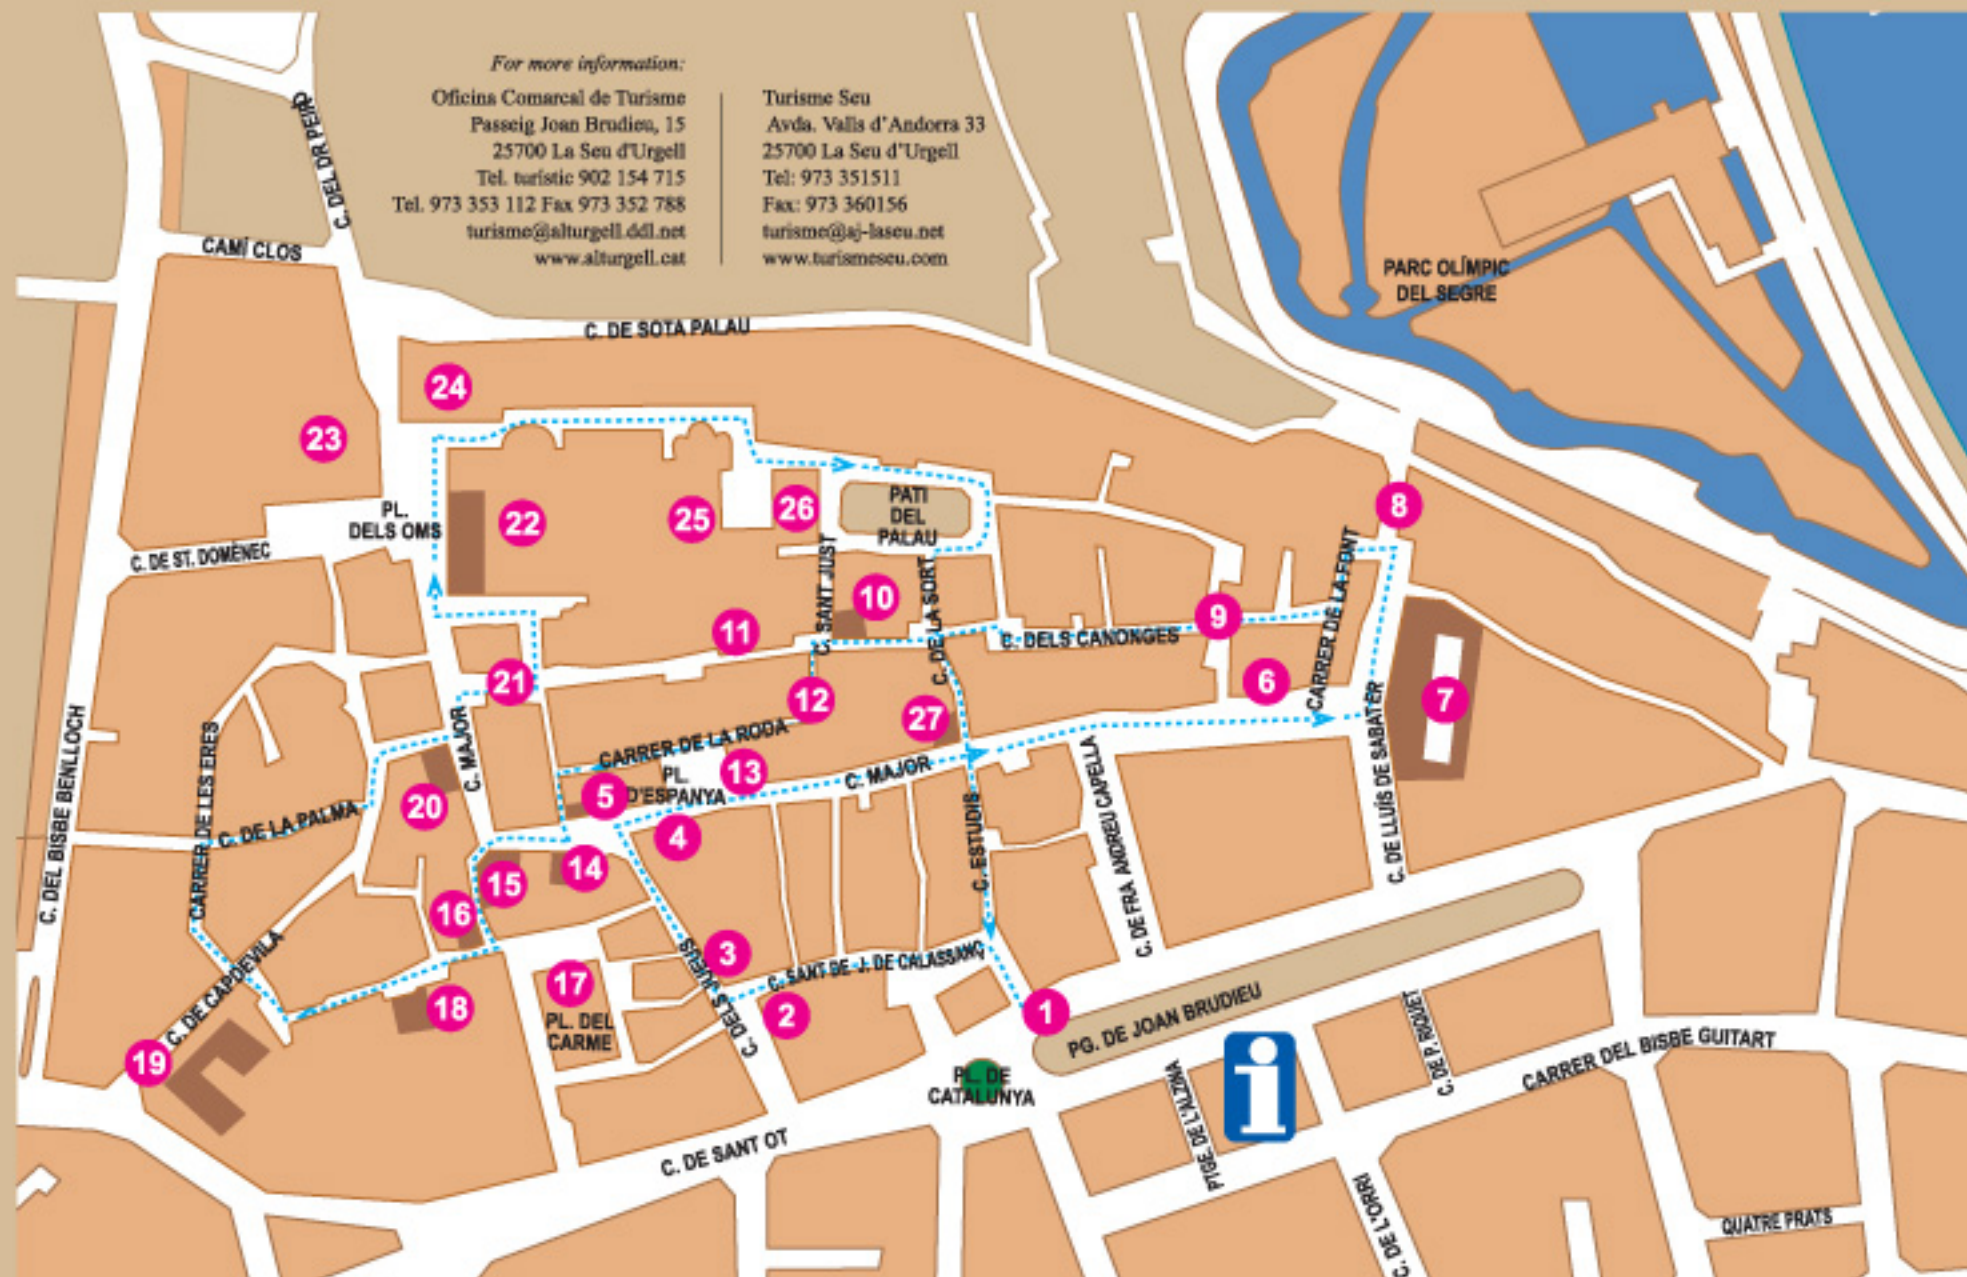 For more information:
Oficina Comarcal de Turisme
Passeig Joan Brudieu, 15
25700 La Seu d'Urgell
Tel. turístic 902 154 715
Tel. 973 353 112 Fax 973 352 788
turisme@alturgell.ddl.net
www.alturgell.cat
Turisme Seu
Avda. Valls d'Andorra 33
25700 La Seu d'Urgell
Tel: 973 351511
Fax: 973 360156
turisme@aj-laseu.net
www.turismeseu.com
C. DEL DR PEIRÓ
CAMÍ CLOS
C. DE SOTA PALAU
PARC OLÍMPIC
DEL SEGRE
24
23
22
25
26
PATI
DEL
PALAU
8
PL.
DELS OMS
C. DE ST. DOMÈNEC
C. SANT JUST
10
C. DE LA SORT
9
CARRER DE LA FONT
11
C. DELS CANONGES
21
12
27
6
7
C. DEL BISBE BENLLOCH
CARRER DE LES ERES
C. MAJOR
CARRER DE LA RODA
PL.
D'ESPANYA
13
5
C. MAJOR
C. DE FRA ANDREU CAPELLA
C. DE LLUÍS DE SABATER
20
C. DE LA PALMA
4
C. ESTUDIS
14
15
16
C. DE CAPDEVILA
3
C. SANT DE J. DE CALASSANÇ
C. DELS JUEUS
17
PL. DEL
CARME
18
2
1
19
PG. DE JOAN BRUDIEU
PL. DE
CATALUNYA
i
PTGE. DE L'ALZINA
C. DE P. RIQUET
CARRER DEL BISBE GUITART
C. DE SANT OT
C. DE L'ORRI
QUATRE PRATS